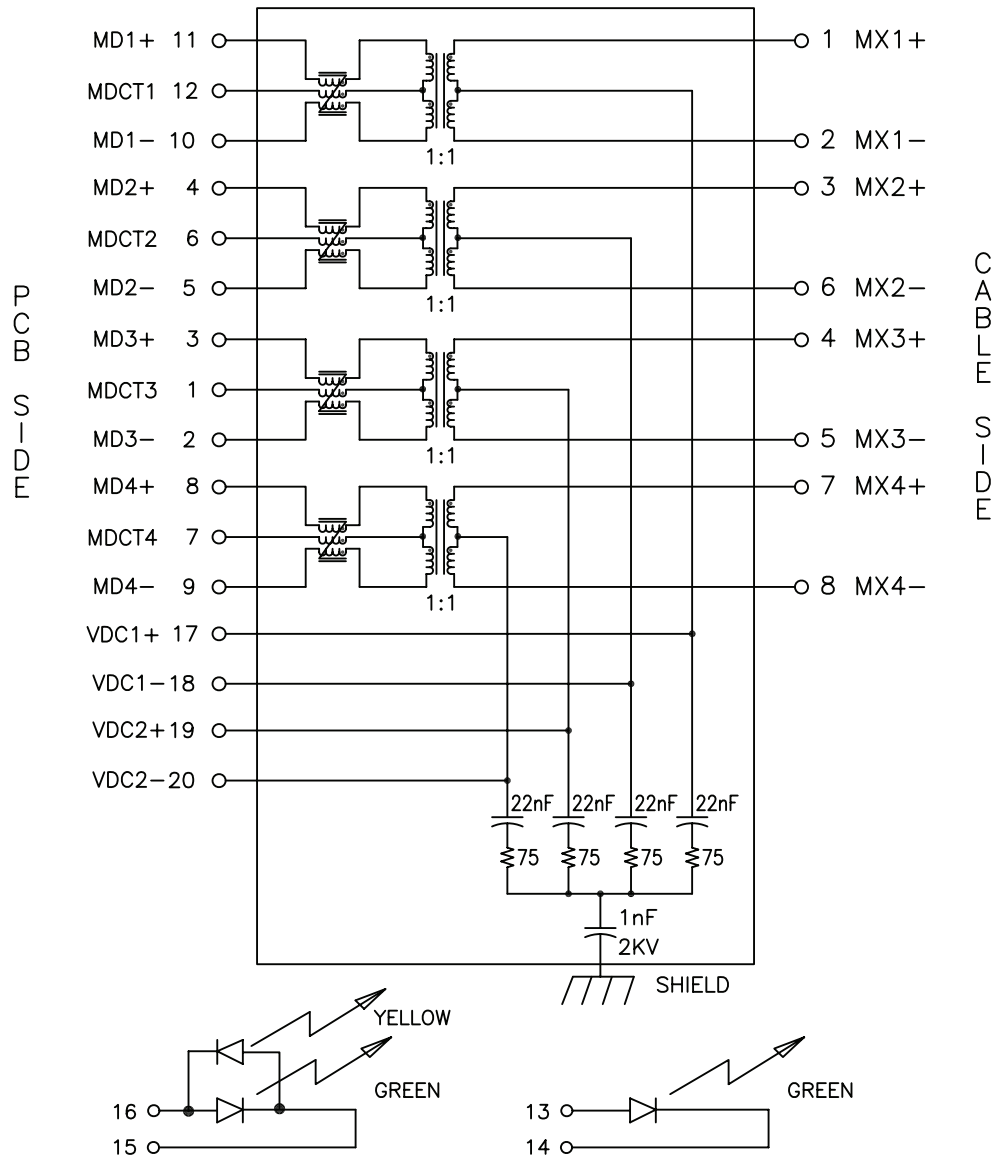 MD1+ 11 1 MX1+
MDCT1 12
MD1- 10 2 MX1-
1:1
MD2+ 4 3 MX2+
MDCT2 6
MD2- 5 6 MX2-
1:1
MD3+ 3 4 MX3+
MDCT3 1
MD3- 2 5 MX3-
1:1
MD4+ 8 7 MX4+
MDCT4 7
MD4- 9 8 MX4-
1:1
PCB SIDE
CABLE SIDE
VDC1+ 17
VDC1- 18
VDC2+ 19
VDC2- 20
22nF 22nF 22nF 22nF
75 75 75 75
1nF
2KV
SHIELD
YELLOW
GREEN
16
15
GREEN
13
14